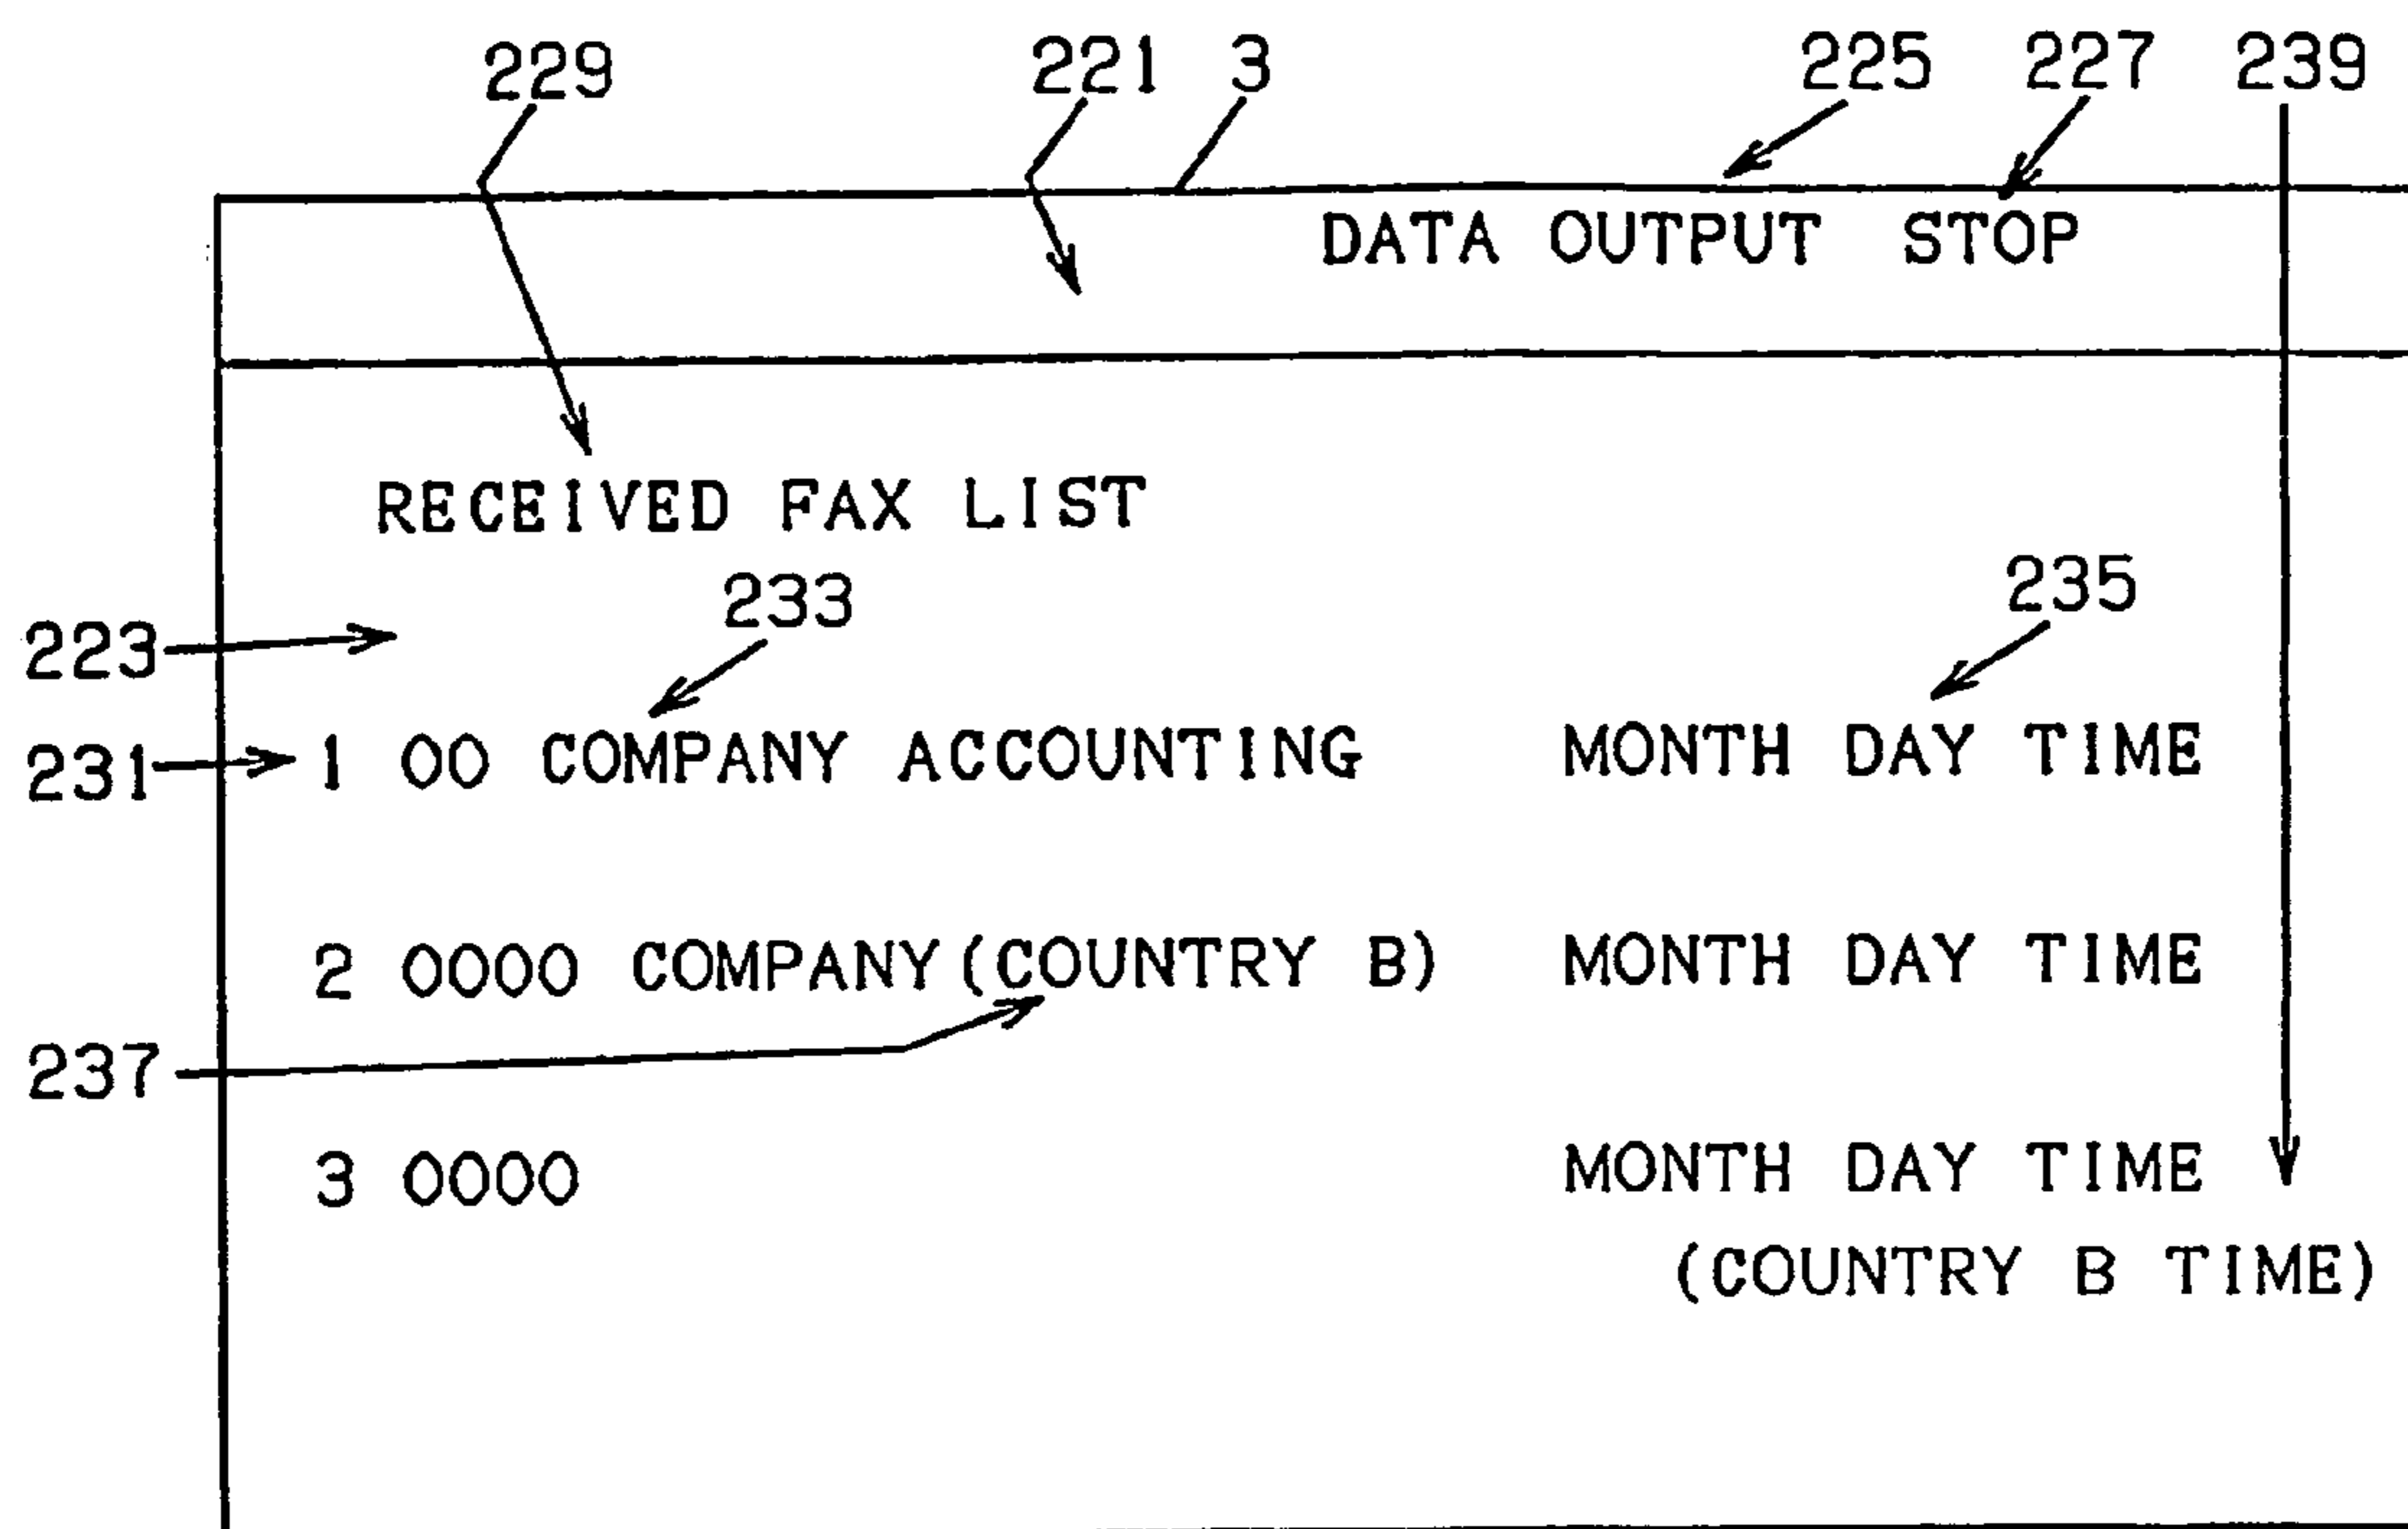 229 221 3 225 227 239
DATA OUTPUT STOP
RECEIVED FAX LIST
233 235
223
231 1 00 COMPANY ACCOUNTING MONTH DAY TIME
2 0000 COMPANY(COUNTRY B) MONTH DAY TIME
237
3 0000 MONTH DAY TIME
(COUNTRY B TIME)